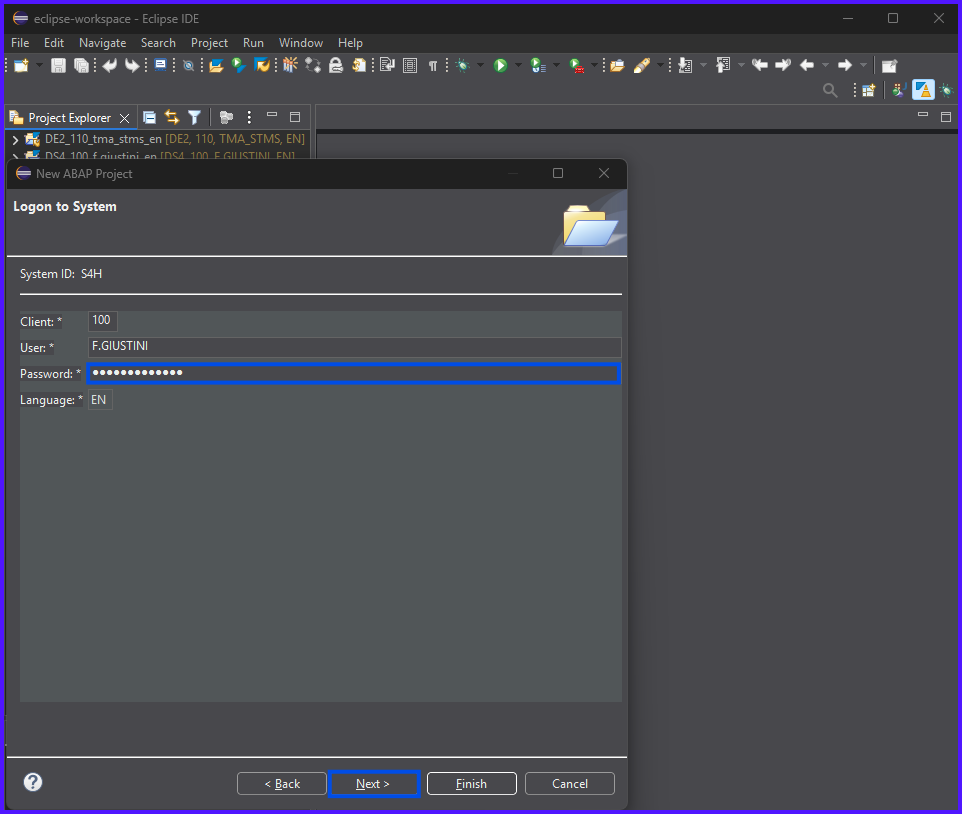 eclipse-workspace - Eclipse IDE
File Edit Navigate Search Project Run Window Help
Project Explorer
DE2_110_tma_stms_en [DE2, 110, TMA_STMS, EN]
DS4_100_f.giustini_en [DS4, 100, F.GIUSTINI, EN]
New ABAP Project
Logon to System
System ID: S4H
Client: * 100
User: * F.GIUSTINI
Password: * •••••••••••••
Language: * EN
< Back Next > Finish Cancel